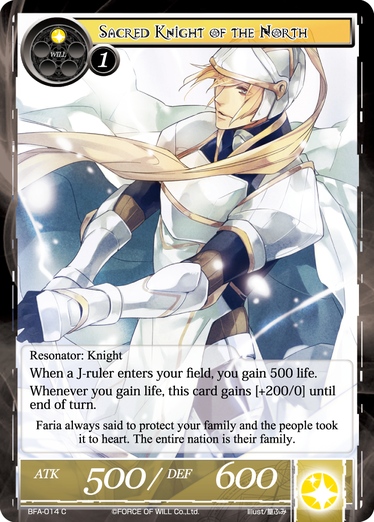 SACRED KNIGHT OF THE NORTH
WILL
1
Resonator: Knight
When a J-ruler enters your field, you gain 500 life.
Whenever you gain life, this card gains [+200/0] until
end of turn.
Faria always said to protect your family and the people took
it to heart. The entire nation is their family.
ATK 500/ DEF 600
BFA-014 C ©FORCE OF WILL Co.,Ltd. Illust/